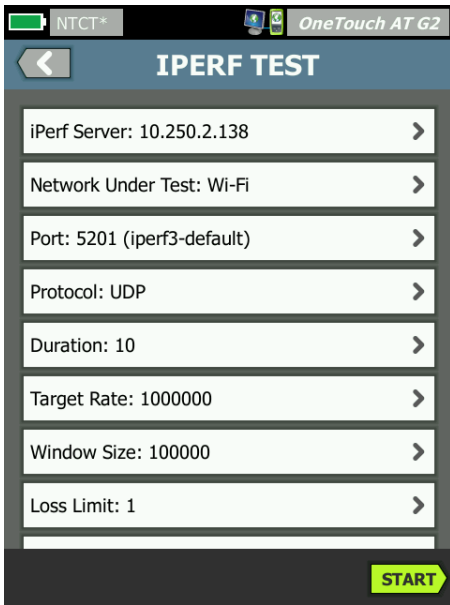 NTCT*
OneTouch AT G2
IPERF TEST
iPerf Server: 10.250.2.138
Network Under Test: Wi-Fi
Port: 5201 (iperf3-default)
Protocol: UDP
Duration: 10
Target Rate: 1000000
Window Size: 100000
Loss Limit: 1
START